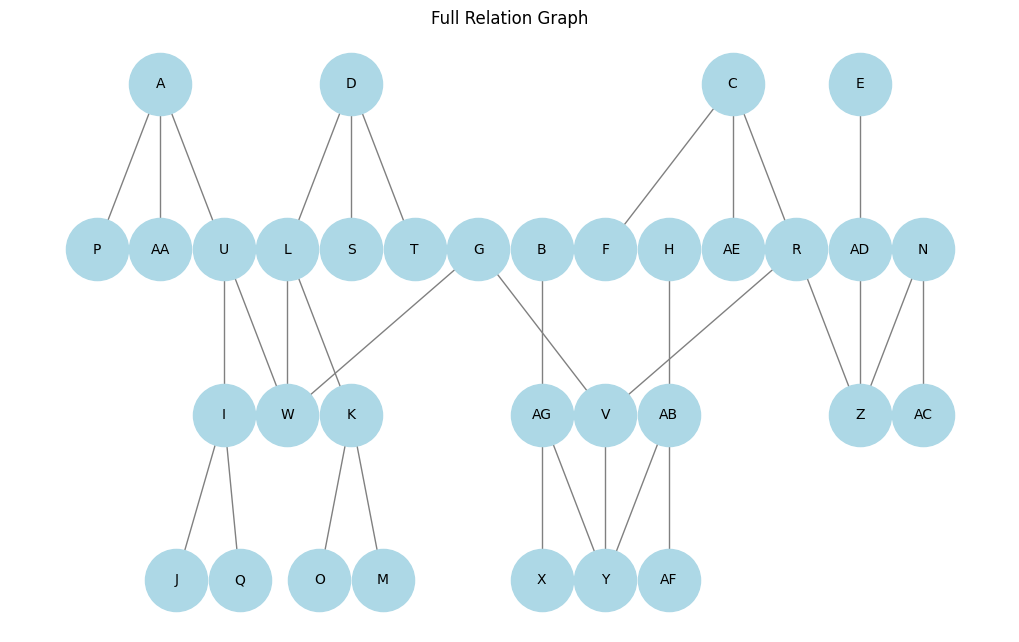 Full Relation Graph
A D C E
P AA U L S T G B F H AE R AD N
I W K AG V AB Z AC
J Q O M X Y AF